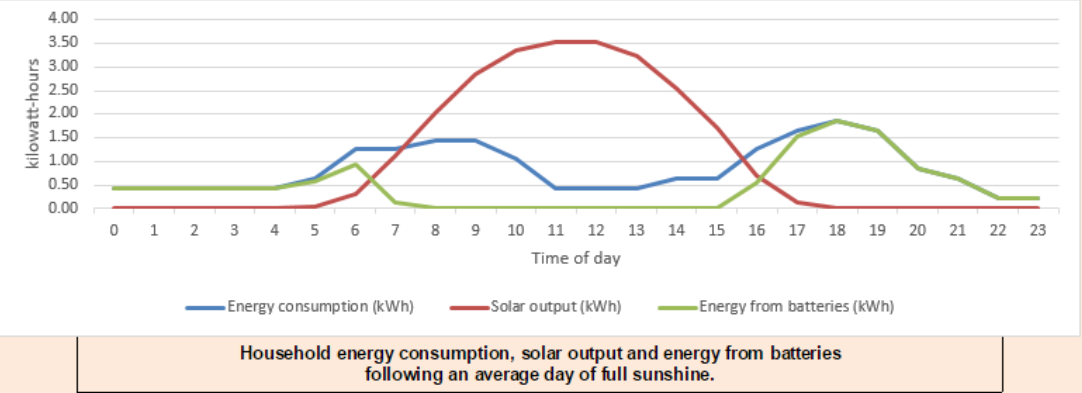 4.00
3.50
3.00
2.50
2.00
1.50
1.00
0.50
0.00
kilowatt-hours
0 1 2 3 4 5 6 7 8 9 10 11 12 13 14 15 16 17 18 19 20 21 22 23
Time of day
Energy consumption (kWh) Solar output (kWh) Energy from batteries (kWh)
Household energy consumption, solar output and energy from batteries
following an average day of full sunshine.